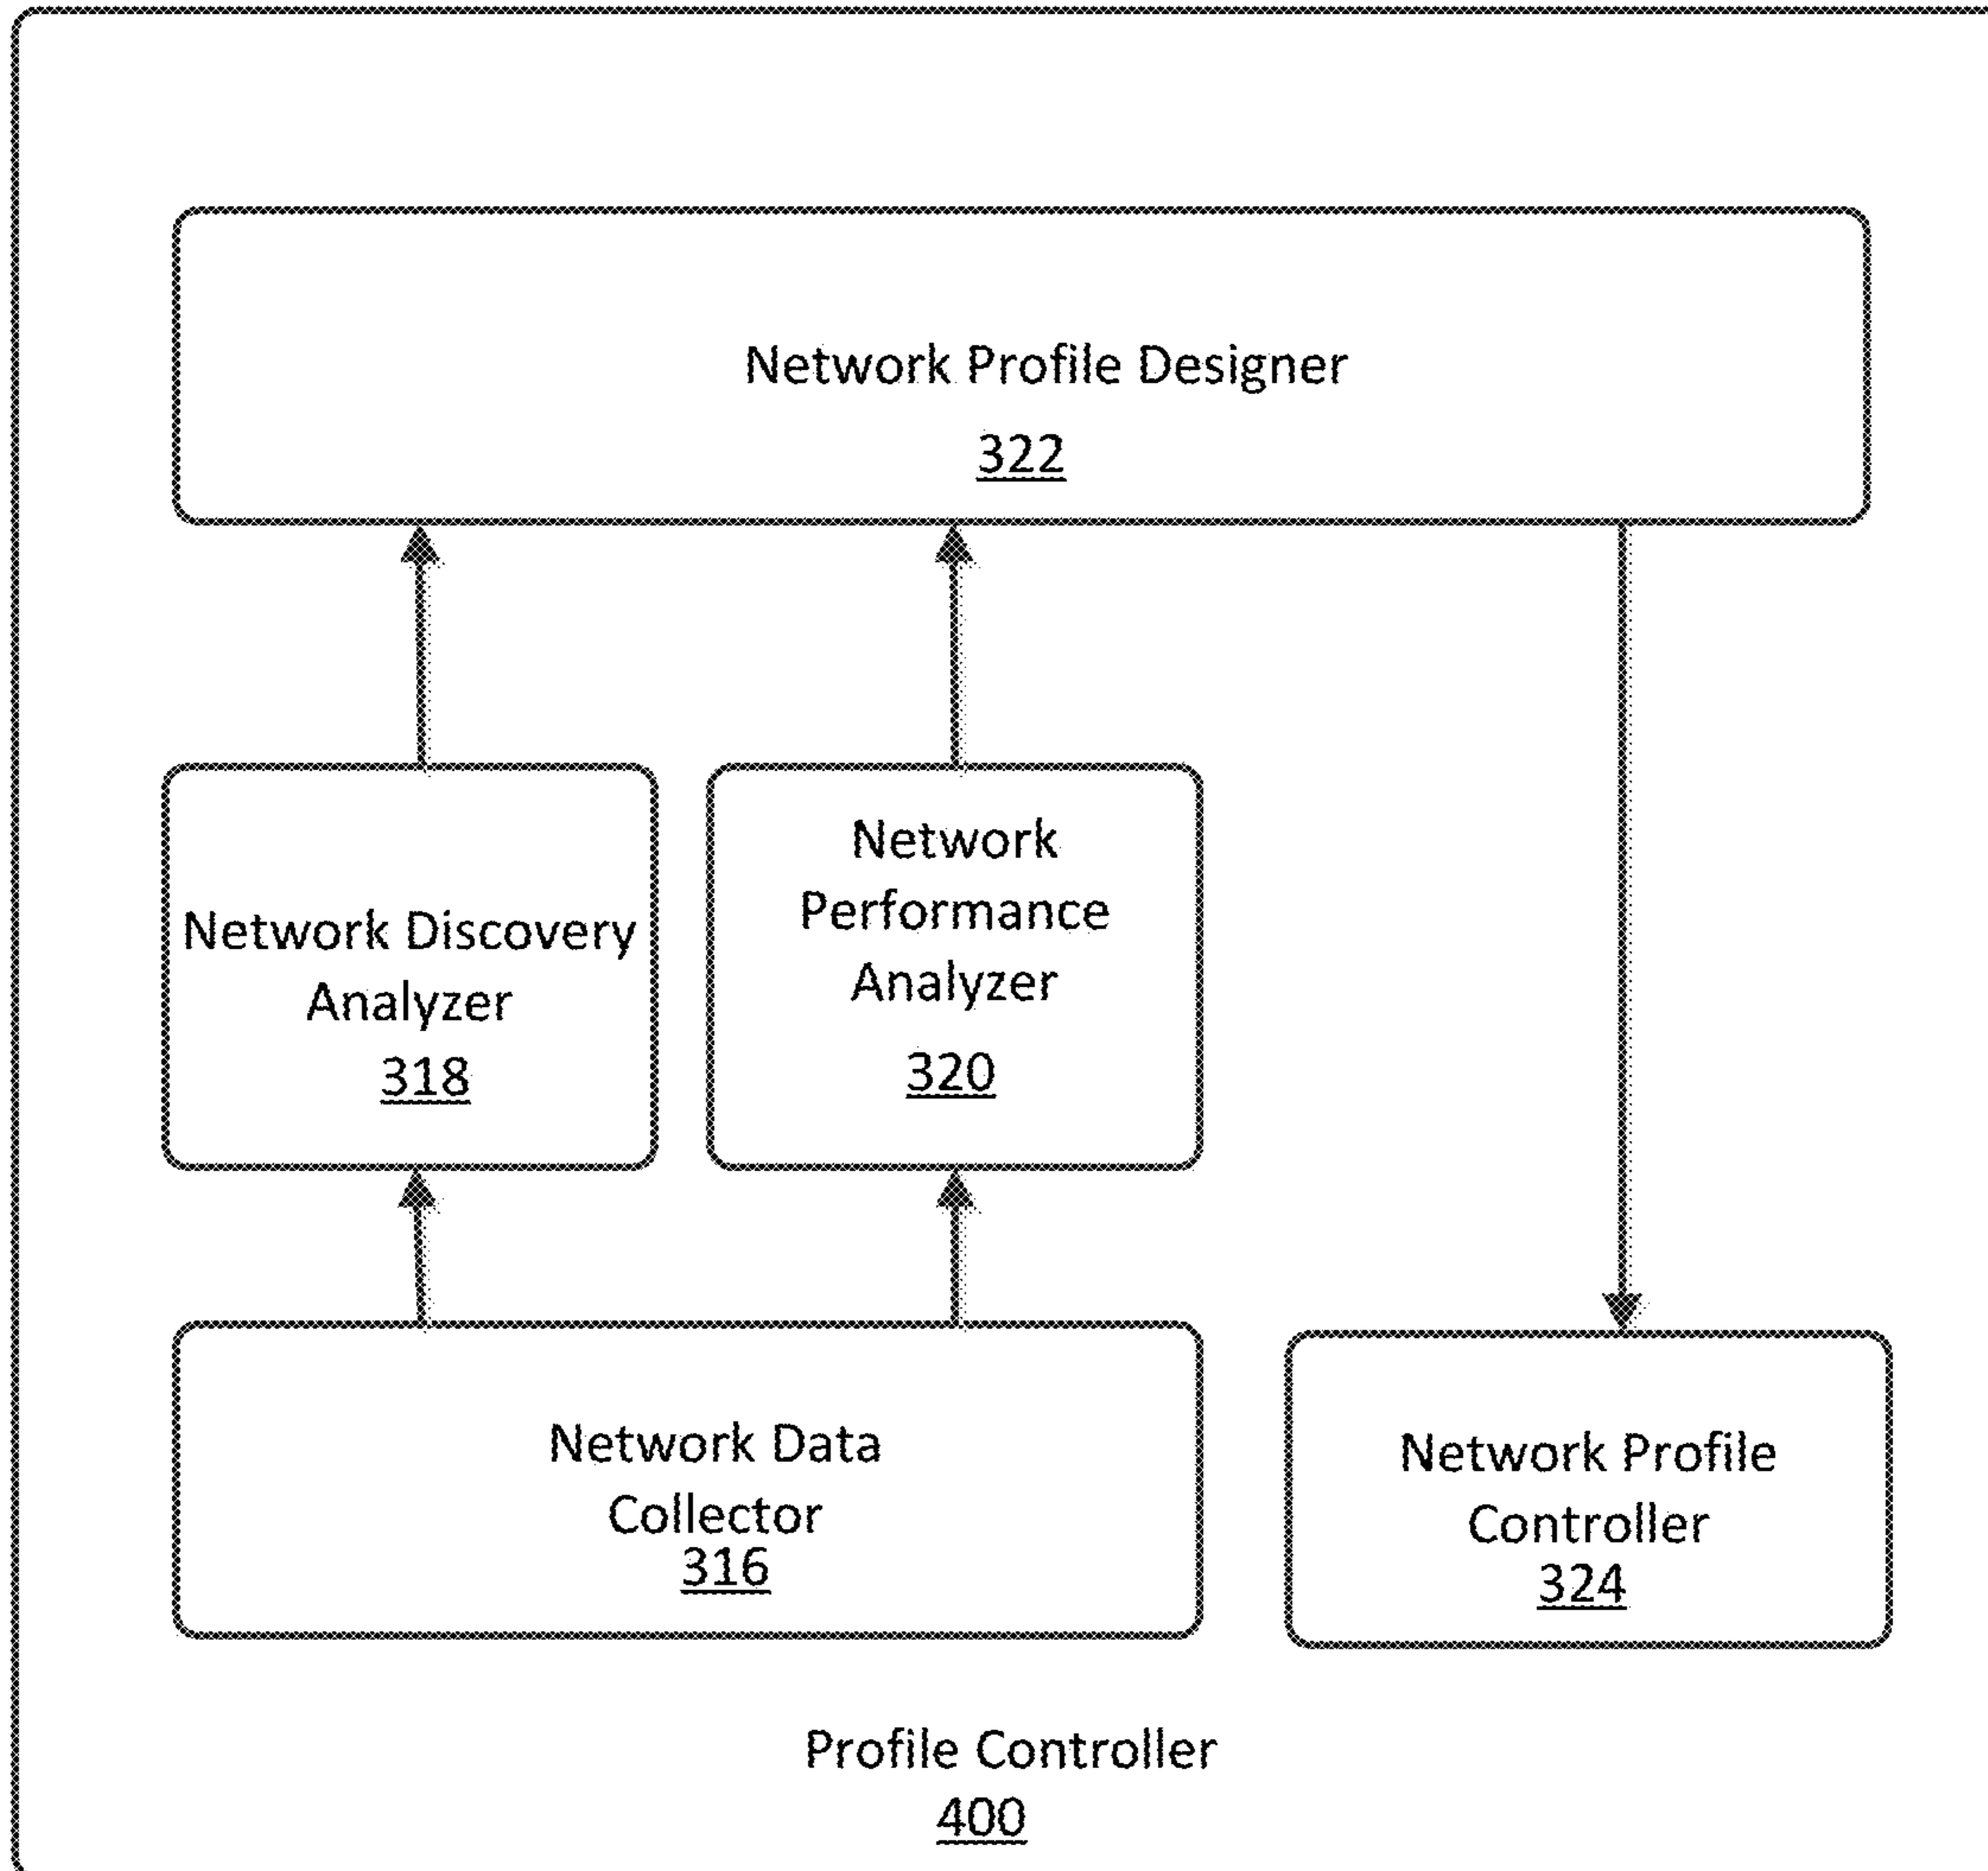 Network Profile Designer
322
Network Discovery
Analyzer
318
Network
Performance
Analyzer
320
Network Data
Collector
316
Network Profile
Controller
324
Profile Controller
400